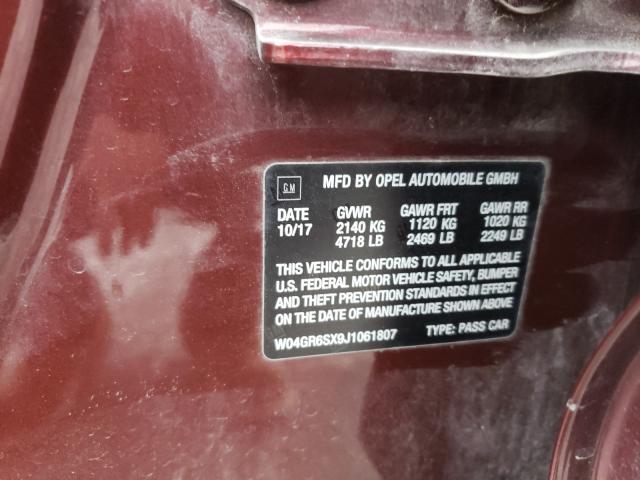 GM
MFD BY OPEL AUTOMOBILE GMBH
DATE GVWR GAWR FRT GAWR RR
10/17 2140 KG 1120 KG 1020 KG
4718 LB 2469 LB 2249 LB
THIS VEHICLE CONFORMS TO ALL APPLICABLE
U.S. FEDERAL MOTOR VEHICLE SAFETY, BUMPER
AND THEFT PREVENTION STANDARDS IN EFFECT
ON THE DATE OF MANUFACTURE SHOWN ABOVE.
W04GR6SX9J1061807 TYPE: PASS CAR